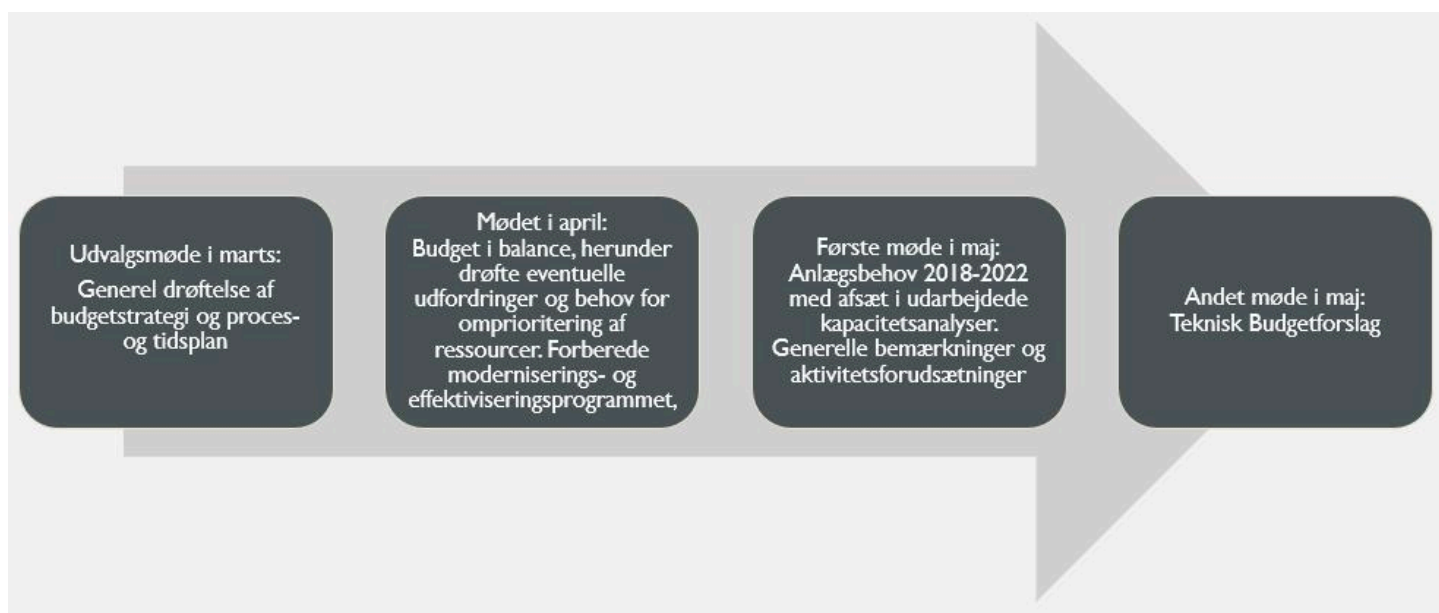 Udvalgsmøde i marts:
Generel drøftelse af
budgetstrategi og proces-
og tidsplan
Mødet i april:
Budget i balance, herunder
drøfte eventuelle
udfordringer og behov for
omprioritering af
ressourcer. Forberede
moderniserings- og
effektiviseringsprogrammet,
Første møde i maj:
Anlægsbehov 2018-2022
med afsæt i udarbejdede
kapacitetsanalyser.
Generelle bemærkninger og
aktivitetsforudsætninger
Andet møde i maj:
Teknisk Budgetforslag